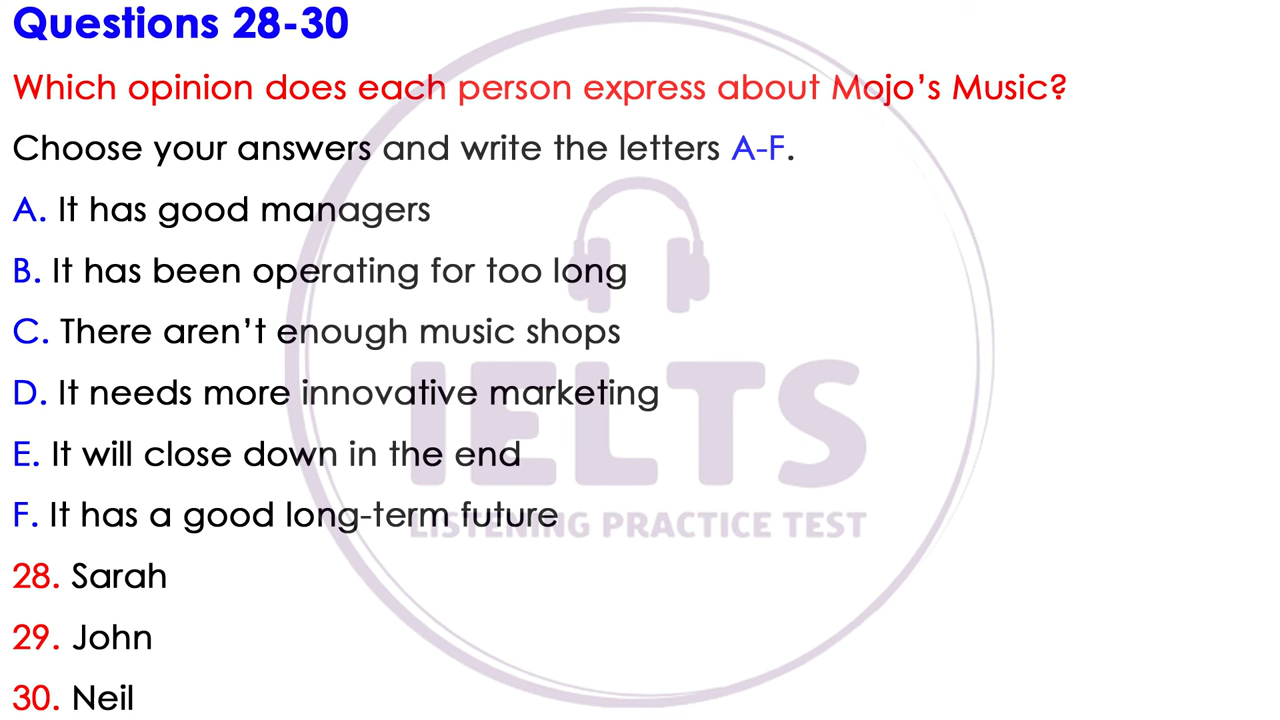 Questions 28-30
Which opinion does each person express about Mojo’s Music?
Choose your answers and write the letters A-F.
A. It has good managers
B. It has been operating for too long
C. There aren’t enough music shops
D. It needs more innovative marketing
E. It will close down in the end
F. It has a good long-term future
28. Sarah
29. John
30. Neil
IELTS
LISTENING PRACTICE TEST